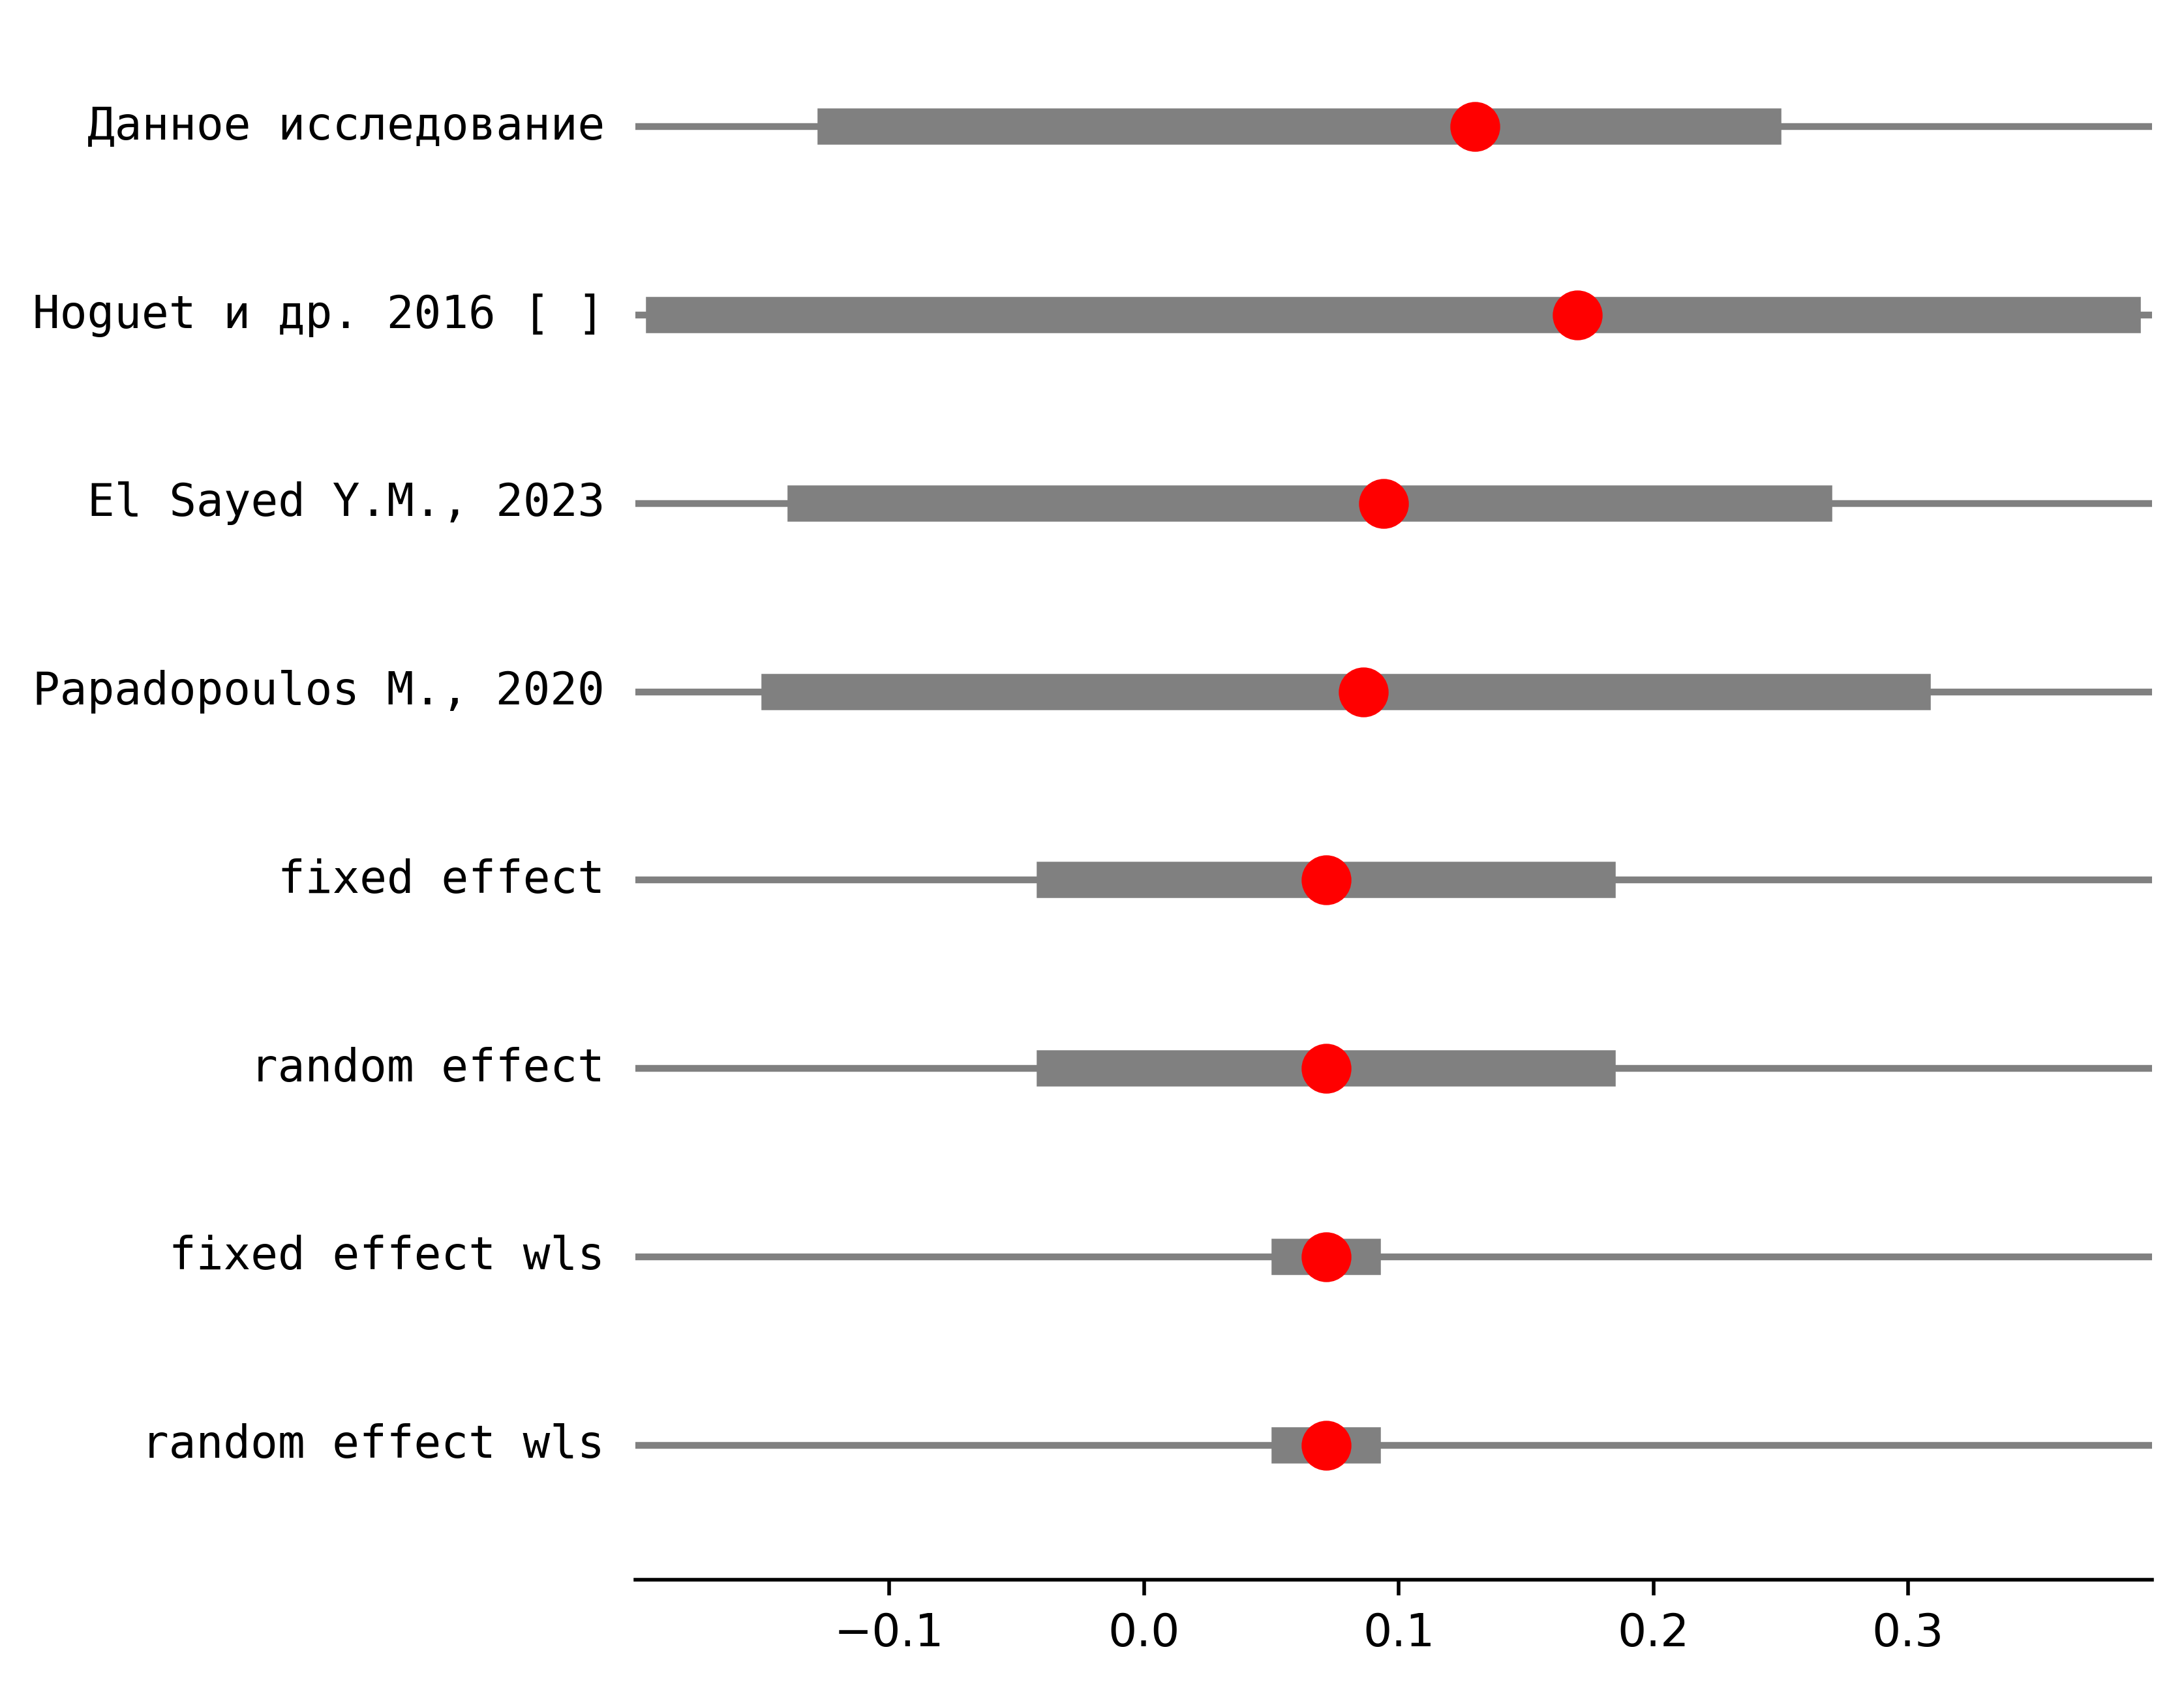 Данное исследование
Hoguet и др. 2016 [ ]
El Sayed Y.M., 2023
Papadopoulos M., 2020
fixed effect
random effect
fixed effect wls
random effect wls
−0.1 0.0 0.1 0.2 0.3